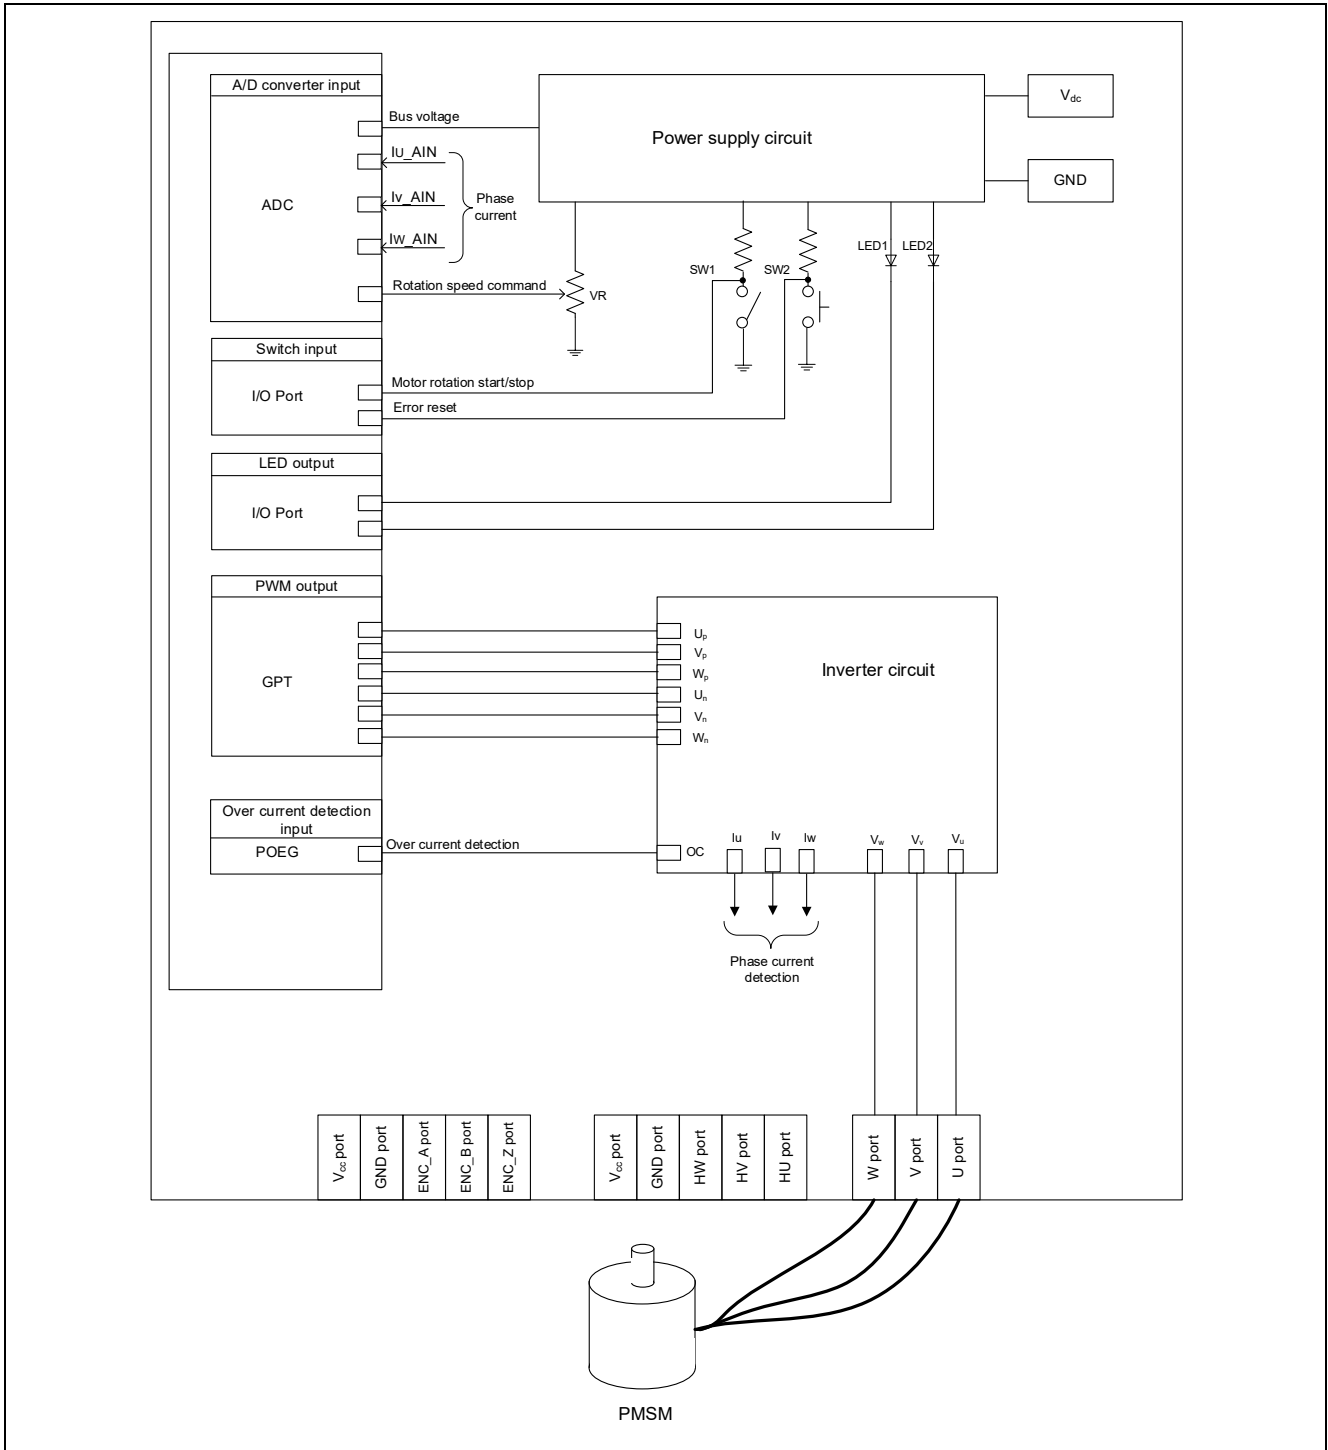 A/D converter input
ADC
Bus voltage
IU_AIN
Iv_AIN
Iw_AIN
Phase
current
Rotation speed command
VR
Power supply circuit
Vdc
GND
SW1
SW2
LED1
LED2
Switch input
I/O Port
Motor rotation start/stop
Error reset
LED output
I/O Port
PWM output
GPT
Up
Vp
Wp
Un
Vn
Wn
Inverter circuit
Over current detection
input
POEG
Over current detection
OC
Iu
Iv
Iw
Vw
Vv
Vu
Phase current
detection
Vcc port
GND port
ENC_A port
ENC_B port
ENC_Z port
Vcc port
GND port
HW port
HV port
HU port
W port
V port
U port
PMSM